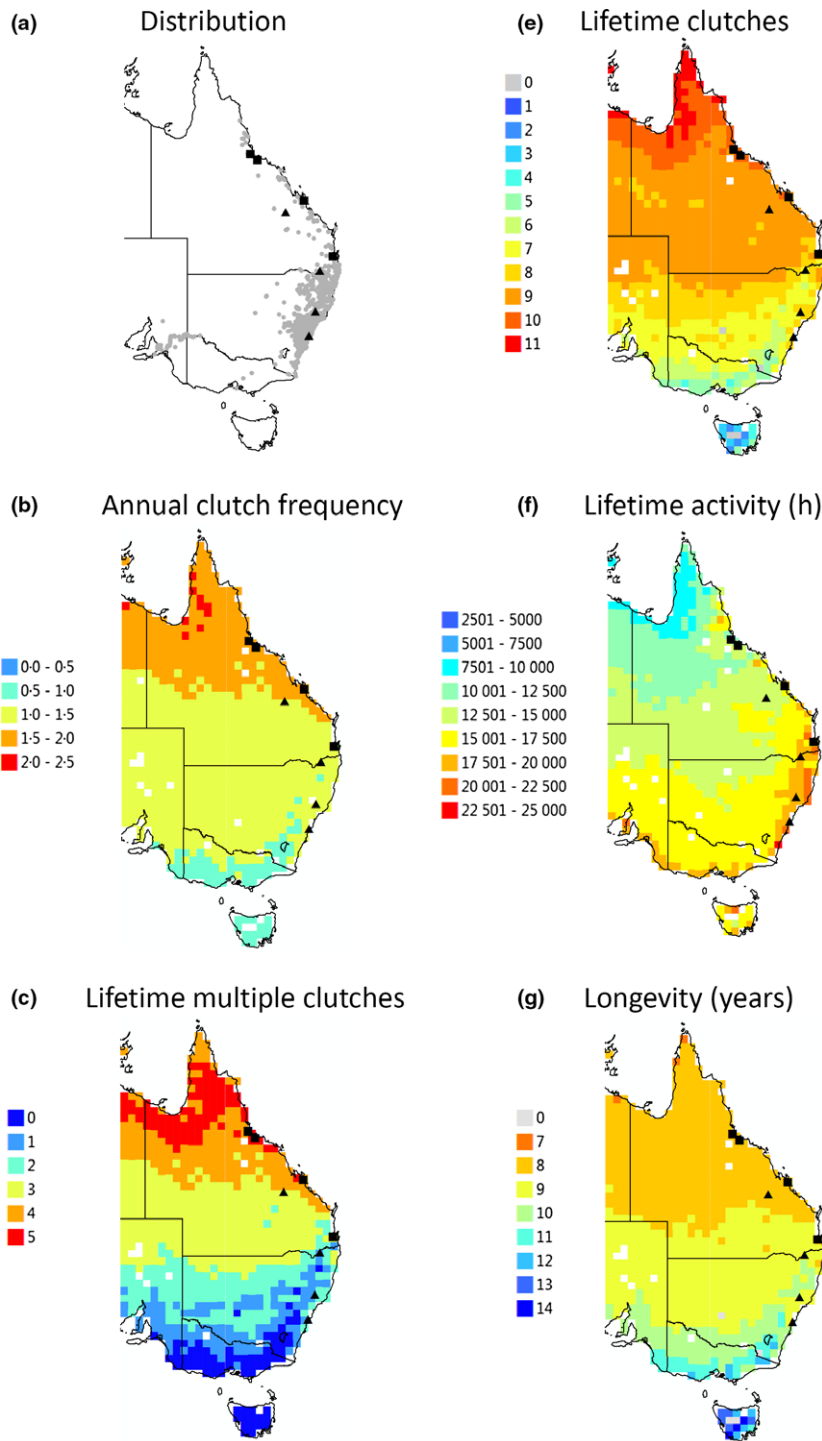 (a) Distribution
(b) Annual clutch frequency
0·0 - 0·5
0·5 - 1·0
1·0 - 1·5
1·5 - 2·0
2·0 - 2·5
(c) Lifetime multiple clutches
0
1
2
3
4
5
(e) Lifetime clutches
0
1
2
3
4
5
6
7
8
9
10
11
(f) Lifetime activity (h)
2501 - 5000
5001 - 7500
7501 - 10 000
10 001 - 12 500
12 501 - 15 000
15 001 - 17 500
17 501 - 20 000
20 001 - 22 500
22 501 - 25 000
(g) Longevity (years)
0
7
8
9
10
11
12
13
14